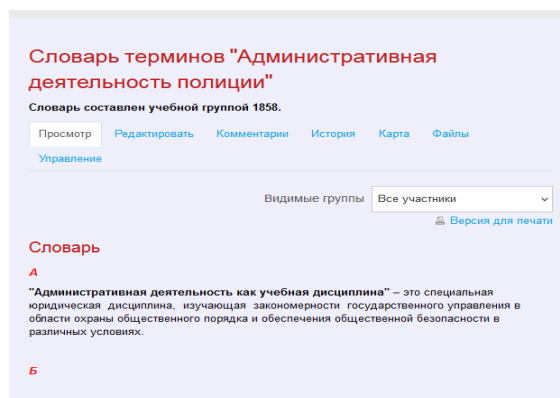 Словарь терминов "Административная
деятельность полиции"
Словарь составлен учебной группой 1858.
Просмотр Редактировать Комментарии История Карта Файлы
Управление
Видимые группы Все участники
Версия для печати
Словарь
А
"Административная деятельность как учебная дисциплина" – это специальная
юридическая дисциплина, изучающая закономерности государственного управления в
области охраны общественного порядка и обеспечения общественной безопасности в
различных условиях.
Б